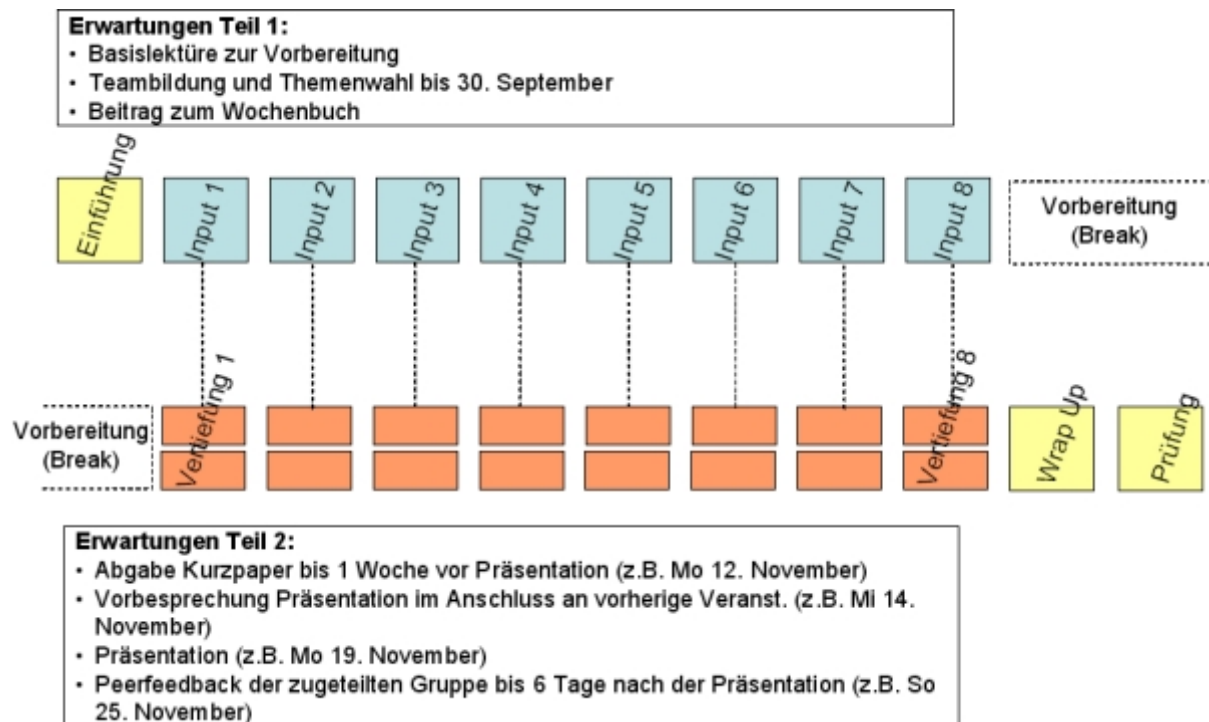 Erwartungen Teil 1:
• Basislektüre zur Vorbereitung
• Teambildung und Themenwahl bis 30. September
• Beitrag zum Wochenbuch
Einführung
Input 1
Input 2
Input 3
Input 4
Input 5
Input 6
Input 7
Input 8
Vorbereitung
(Break)
Vorbereitung
(Break)
Vertiefung 1
Vertiefung 8
Wrap Up
Prüfung
Erwartungen Teil 2:
• Abgabe Kurzpaper bis 1 Woche vor Präsentation (z.B. Mo 12. November)
• Vorbesprechung Präsentation im Anschluss an vorherige Veranst. (z.B. Mi 14.
November)
• Präsentation (z.B. Mo 19. November)
• Peerfeedback der zugeteilten Gruppe bis 6 Tage nach der Präsentation (z.B. So
25. November)